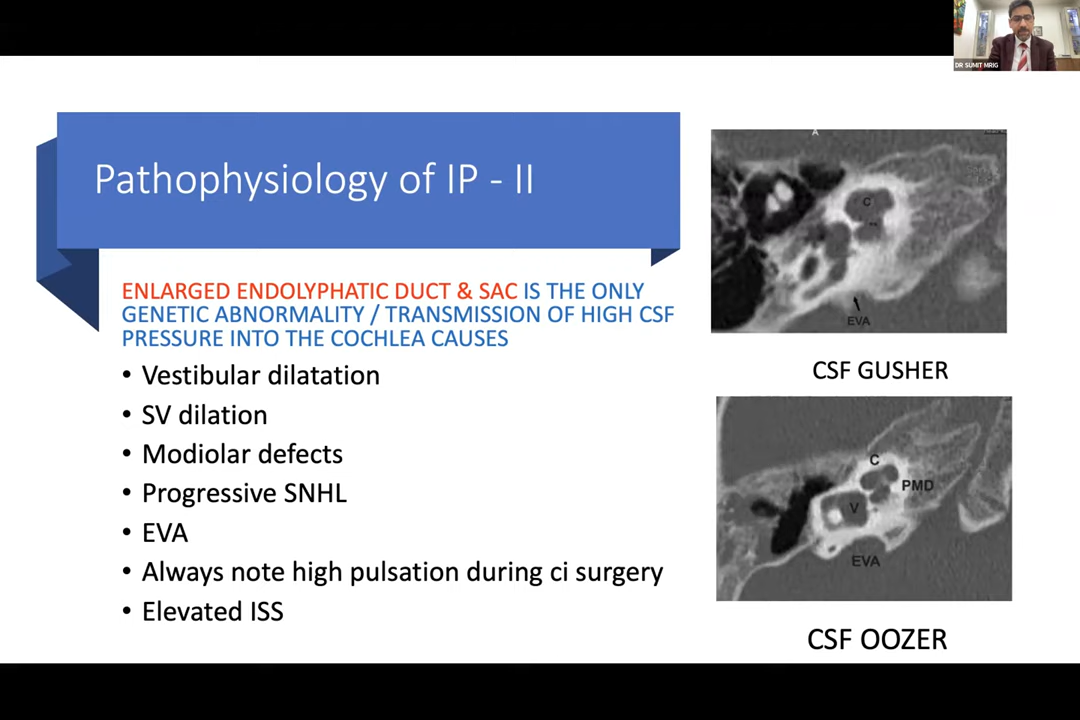 DR SUMIT MRIG
Pathophysiology of IP - II
ENLARGED ENDOLYPHATIC DUCT & SAC IS THE ONLY
GENETIC ABNORMALITY / TRANSMISSION OF HIGH CSF
PRESSURE INTO THE COCHLEA CAUSES
• Vestibular dilatation
• SV dilation
• Modiolar defects
• Progressive SNHL
• EVA
• Always note high pulsation during ci surgery
• Elevated ISS
A
C
EVA
CSF GUSHER
C
PMD
V
EVA
CSF OOZER